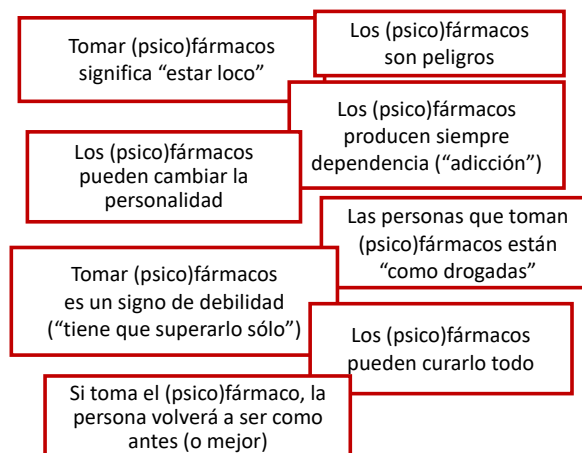 Tomar (psico)fármacos
significa “estar loco”
Los (psico)fármacos
son peligros
Los (psico)fármacos
producen siempre
dependencia (“adicción”)
Los (psico)fármacos
pueden cambiar la
personalidad
Las personas que toman
(psico)fármacos están
“como drogadas”
Tomar (psico)fármacos
es un signo de debilidad
(“tiene que superarlo sólo”)
Los (psico)fármacos
pueden curarlo todo
Si toma el (psico)fármaco, la
persona volverá a ser como
antes (o mejor)